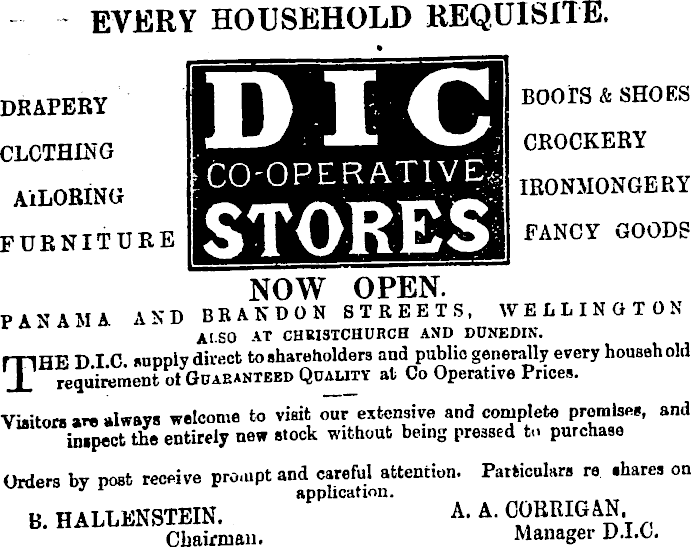 EVERY HOUSEHOLD REQUISITE.
DRAPERY
CLOTHING
AILORING
FURNITURE
DIC
CO-OPERATIVE
STORES
BOOTS & SHOES
CROCKERY
IRONMONGERY
FANCY GOODS
NOW OPEN.
PANAMA AND BRANDON STREETS, WELLINGTON
ALSO AT CHRISTCHURCH AND DUNEDIN.
THE D.I.C. supply direct to shareholders and public generally every household
requirement of GUARANTEED QUALITY at Co Operative Prices.
Visitors are always welcome to visit our extensive and complete premises, and
inspect the entirely new stock without being pressed to purchase
Orders by post receive prompt and careful attention. Particulars re shares on
application.
B. HALLENSTEIN.
Chairman.
A. A. CORRIGAN,
Manager D.I.C.